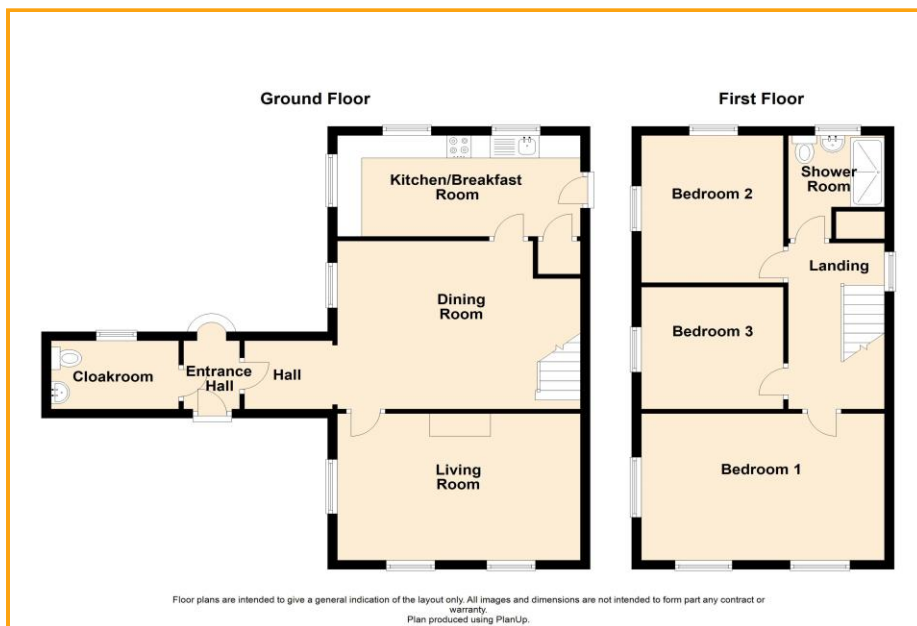 Ground Floor
First Floor
Kitchen/Breakfast
Room
Dining
Room
Cloakroom
Entrance
Hall
Hall
Living
Room
Bedroom 2
Shower
Room
Landing
Bedroom 3
Bedroom 1
Floor plans are intended to give a general indication of the layout only. All images and dimensions are not intended to form part any contract or
warranty.
Plan produced using PlanUp.